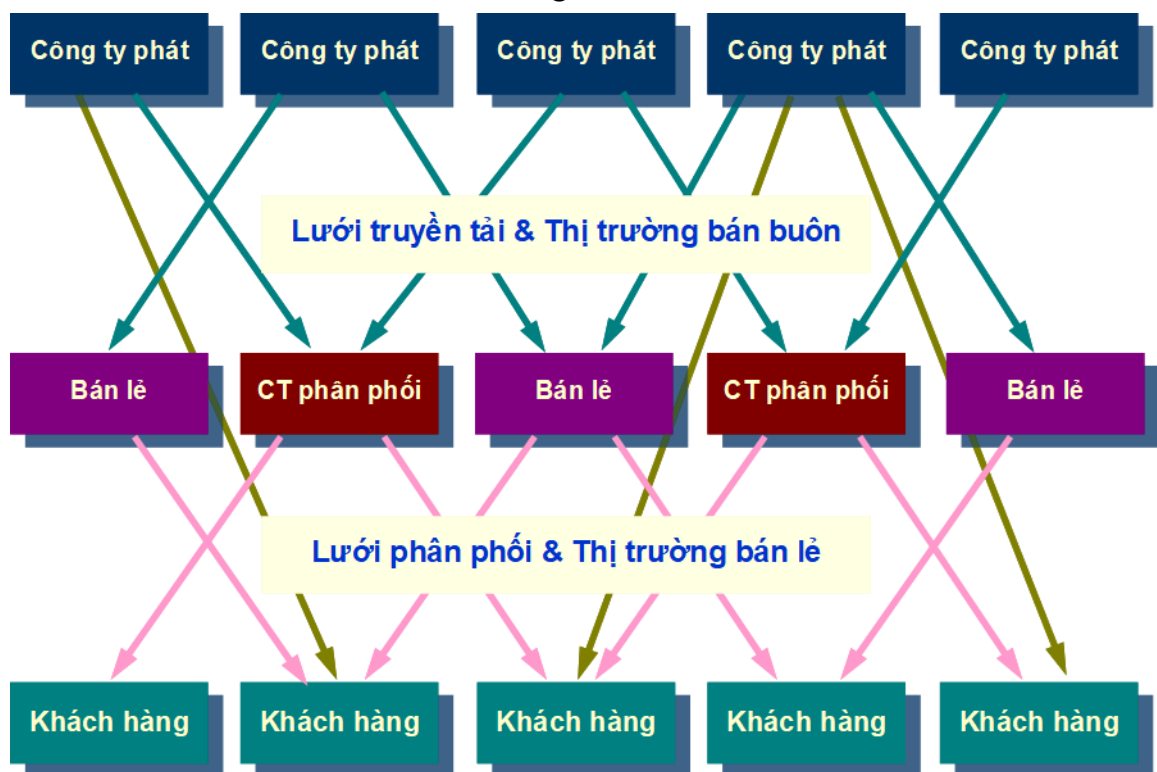 Công ty phát Công ty phát Công ty phát Công ty phát Công ty phát
Lưới truyền tải & Thị trường bán buôn
Bán lẻ CT phân phối Bán lẻ CT phân phối Bán lẻ
Lưới phân phối & Thị trường bán lẻ
Khách hàng Khách hàng Khách hàng Khách hàng Khách hàng